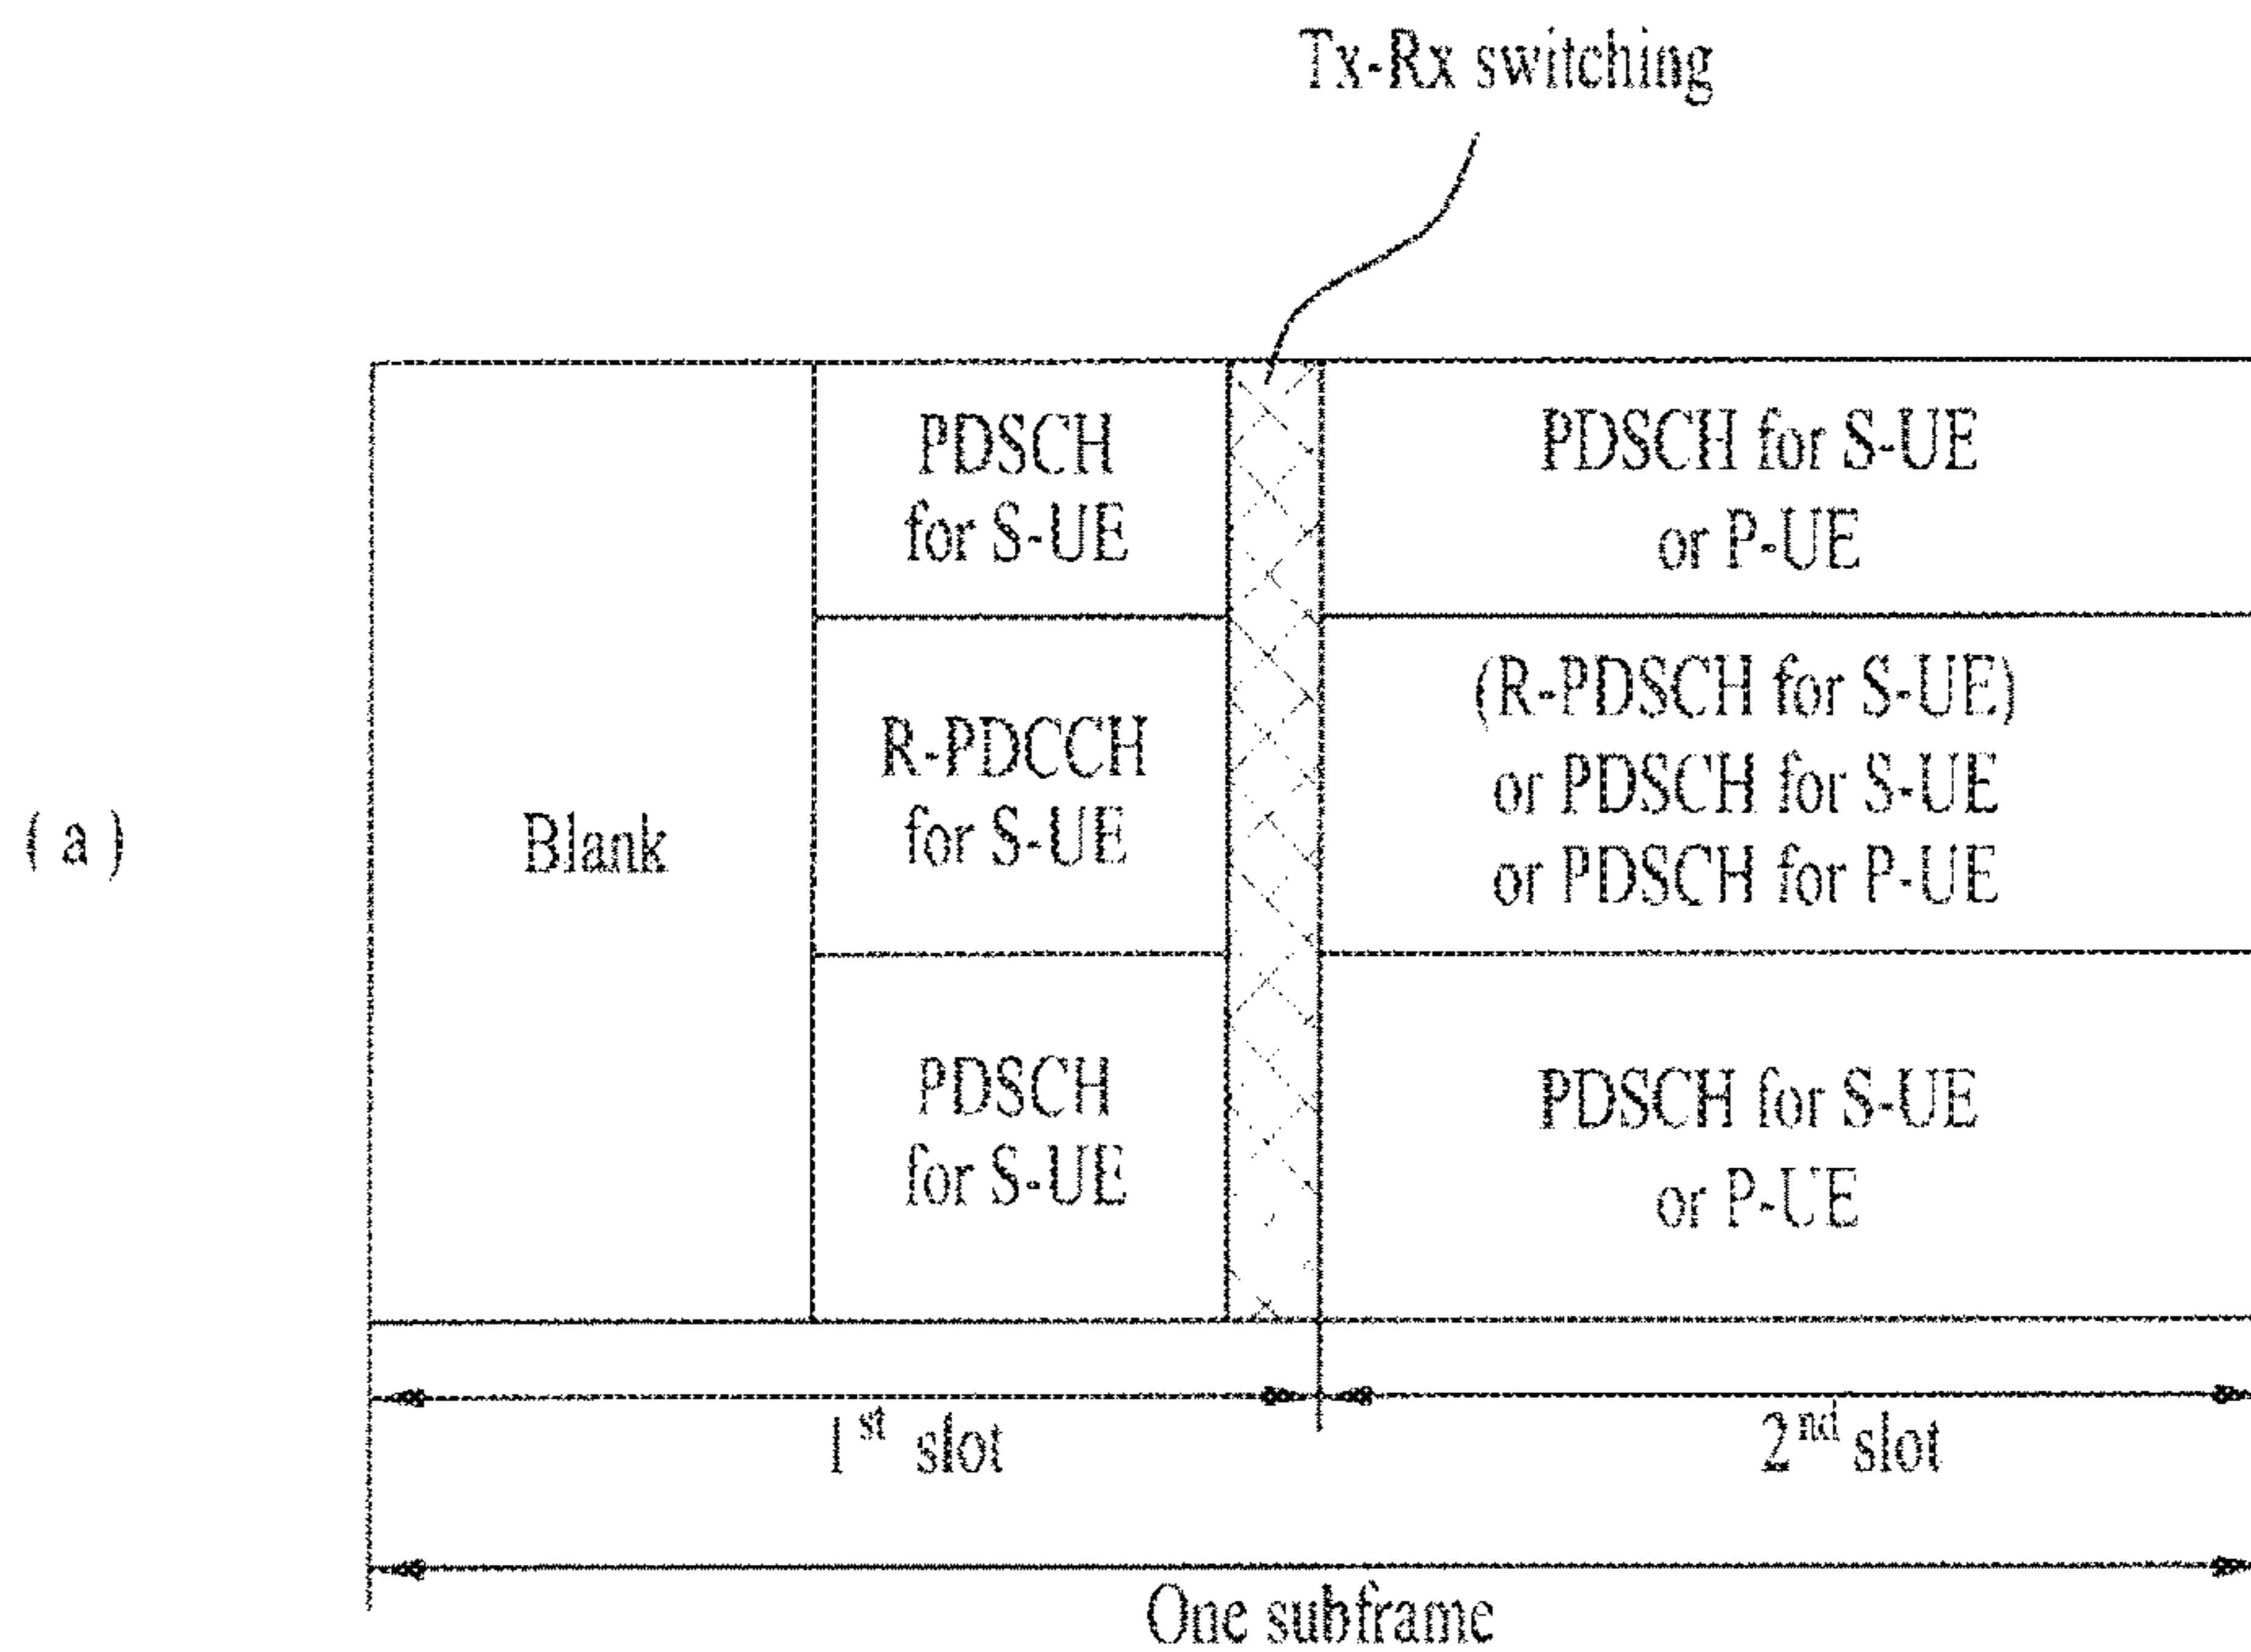 Tx-Rx switching
PDSCH
for S-UE
PDSCH for S-UE
or P-UE
(a)
Blank
R-PDCCH
for S-UE
(R-PDSCH for S-UE)
or PDSCH for S-UE
or PDSCH for P-UE
PDSCH
for S-UE
PDSCH for S-UE
or P-UE
1st slot
2nd slot
One subframe